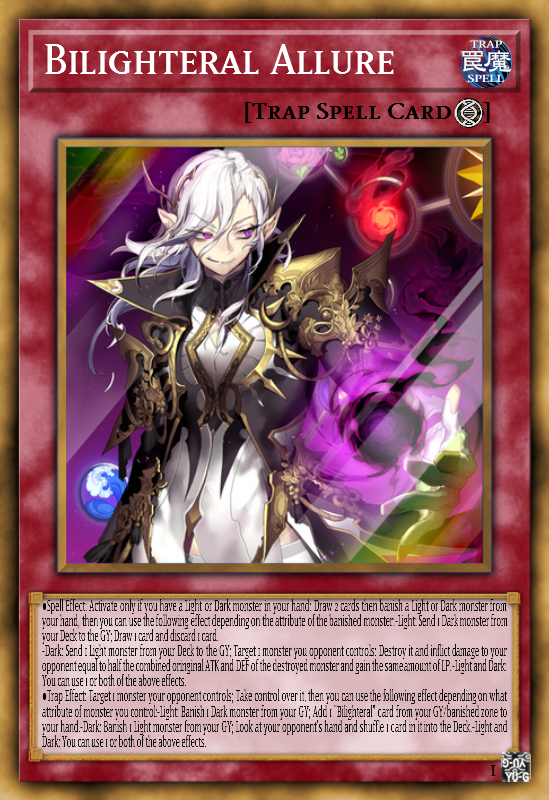 BILIGHTERAL ALLURE
TRAP
罠魔
SPELL
[TRAP SPELL CARD]
●Spell Effect: Activate only if you have a Light or Dark monster in your hand: Draw 2 cards then banish a Light or Dark monster from
your hand, then you can use the following effect depending on the attribute of the banished monster:-Light: Send 1 Dark monster from
your Deck to the GY; Draw 1 card and discard 1 card.
-Dark: Send 1 Light monster from your Deck to the GY; Target 1 monster you opponent controls: Destroy it and inflict damage to your
opponent equal to half the combined oringinal ATK and DEF of the destroyed monster and gain the same amount of LP.-Light and Dark:
You can use 1 or both of the above effects.
●Trap Effect: Target 1 monster your opponent controls; Take control over it, then you can use the following effect depending on what
attribute of monster you control:-Light: Banish 1 Dark monster from your GY; Add 1 "Bilighteral" card from your GY/banished zone to
your hand.-Dark: Banish 1 Light monster from your GY; Look at your opponent's hand and shuffle 1 card in it into the Deck.-Light and
Dark: You can use 1 or both of the above effects.
I
YU-G